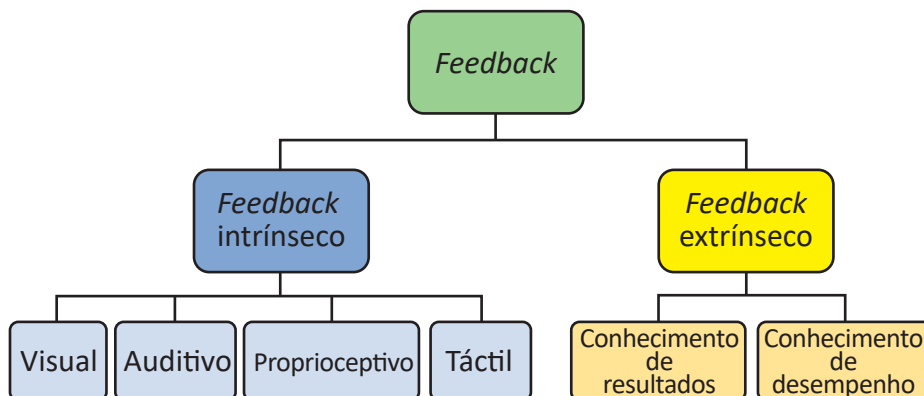 Feedback
Feedback
intrínseco
Feedback
extrínseco
Visual
Auditivo
Proprioceptivo
Táctil
Conhecimento
de
resultados
Conhecimento
de
desempenho